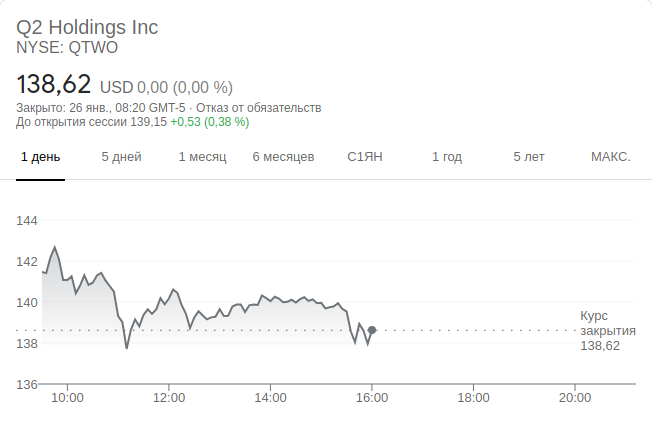 Q2 Holdings Inc
NYSE: QTWO
138,62 USD 0,00 (0,00 %)
Закрыто: 26 янв., 08:20 GMT-5 · Отказ от обязательств
До открытия сессии 139,15 +0,53 (0,38 %)
1 день 5 дней 1 месяц 6 месяцев С1ЯН 1 год 5 лет МАКС.
144
142
140
Курс
закрытия
138,62
138
136
10:00 12:00 14:00 16:00 18:00 20:00